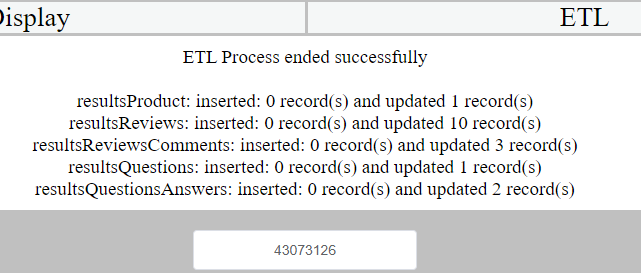 Display ETL
ETL Process ended successfully
resultsProduct: inserted: 0 record(s) and updated 1 record(s)
resultsReviews: inserted: 0 record(s) and updated 10 record(s)
resultsReviewsComments: inserted: 0 record(s) and updated 3 record(s)
resultsQuestions: inserted: 0 record(s) and updated 1 record(s)
resultsQuestionsAnswers: inserted: 0 record(s) and updated 2 record(s)
43073126